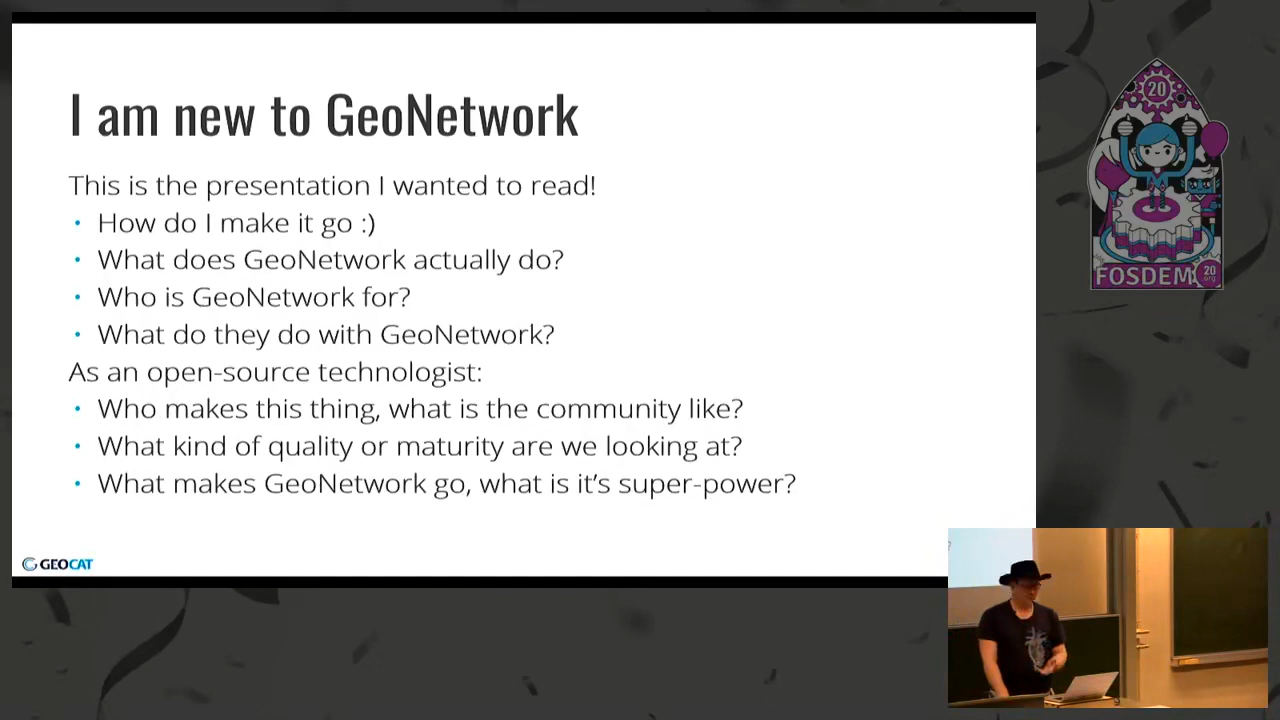 I am new to GeoNetwork
This is the presentation I wanted to read!
• How do I make it go :)
• What does GeoNetwork actually do?
• Who is GeoNetwork for?
• What do they do with GeoNetwork?
As an open-source technologist:
• Who makes this thing, what is the community like?
• What kind of quality or maturity are we looking at?
• What makes GeoNetwork go, what is it’s super-power?
GEOCAT
20
FOSDEM
20
.org
?